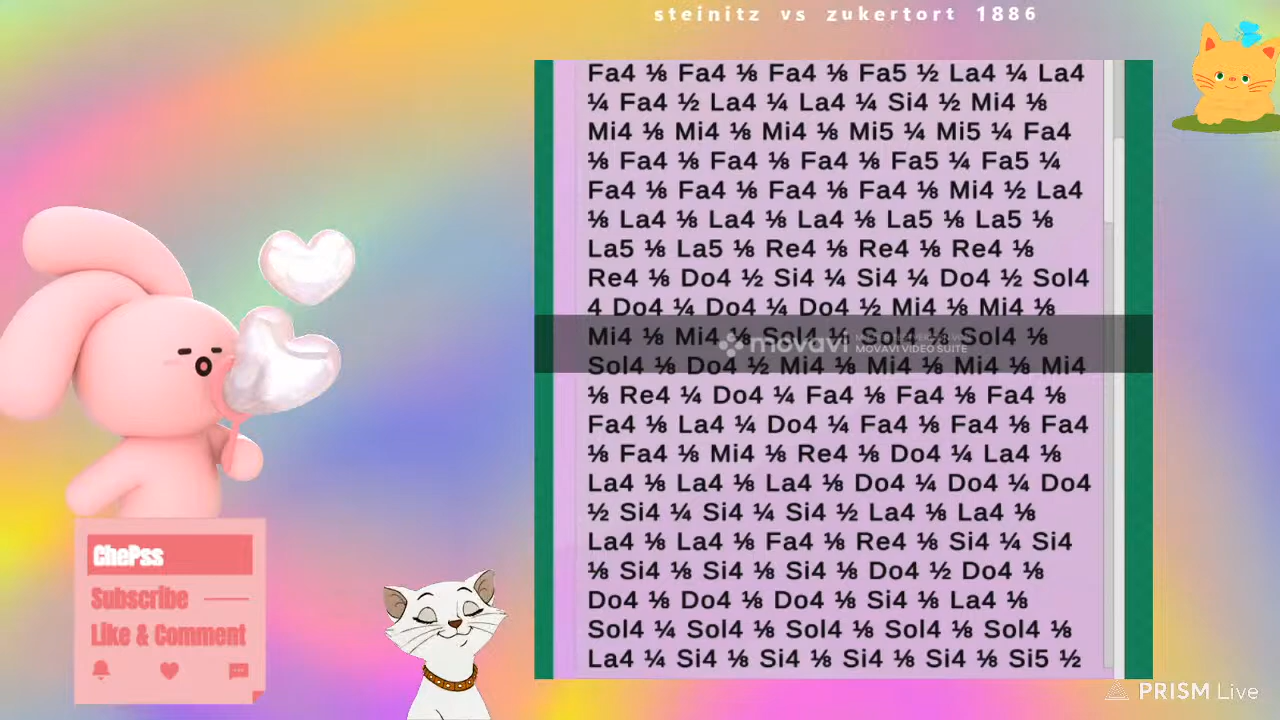 steinitz vs zukertort 1886
Fa4 ⅛ Fa4 ⅛ Fa4 ⅛ Fa5 ½ La4 ¼ La4
¼ Fa4 ½ La4 ¼ La4 ¼ Si4 ½ Mi4 ⅛
Mi4 ⅛ Mi4 ⅛ Mi4 ⅛ Mi5 ¼ Mi5 ¼ Fa4
⅛ Fa4 ⅛ Fa4 ⅛ Fa4 ⅛ Fa5 ¼ Fa5 ¼
Fa4 ⅛ Fa4 ⅛ Fa4 ⅛ Fa4 ⅛ Mi4 ½ La4
⅛ La4 ⅛ La4 ⅛ La4 ⅛ La5 ⅛ La5 ⅛
La5 ⅛ La5 ⅛ Re4 ⅛ Re4 ⅛ Re4 ⅛
Re4 ⅛ Do4 ½ Si4 ¼ Si4 ¼ Do4 ½ Sol4
4 Do4 ¼ Do4 ¼ Do4 ½ Mi4 ⅛ Mi4 ⅛
Mi4 ⅛ Mi4 ⅛ Sol4 ⅛ Sol4 ⅛ Sol4 ⅛
movavi
MOVAVI VIDEO SUITE
Sol4 ⅛ Do4 ½ Mi4 ⅛ Mi4 ⅛ Mi4 ⅛ Mi4
⅛ Re4 ¼ Do4 ¼ Fa4 ⅛ Fa4 ⅛ Fa4 ⅛
Fa4 ⅛ La4 ¼ Do4 ¼ Fa4 ⅛ Fa4 ⅛ Fa4
⅛ Fa4 ⅛ Mi4 ⅛ Re4 ⅛ Do4 ¼ La4 ⅛
La4 ⅛ La4 ⅛ La4 ⅛ Do4 ¼ Do4 ¼ Do4
½ Si4 ¼ Si4 ¼ Si4 ½ La4 ⅛ La4 ⅛
La4 ⅛ La4 ⅛ Fa4 ⅛ Re4 ⅛ Si4 ¼ Si4
⅛ Si4 ⅛ Si4 ⅛ Si4 ⅛ Do4 ½ Do4 ⅛
Do4 ⅛ Do4 ⅛ Do4 ⅛ Si4 ⅛ La4 ⅛
Sol4 ¼ Sol4 ⅛ Sol4 ⅛ Sol4 ⅛ Sol4 ⅛
La4 ¼ Si4 ⅛ Si4 ⅛ Si4 ⅛ Si4 ⅛ Si5 ½
ChePss
Subscribe
Like & Comment
PRISM Live